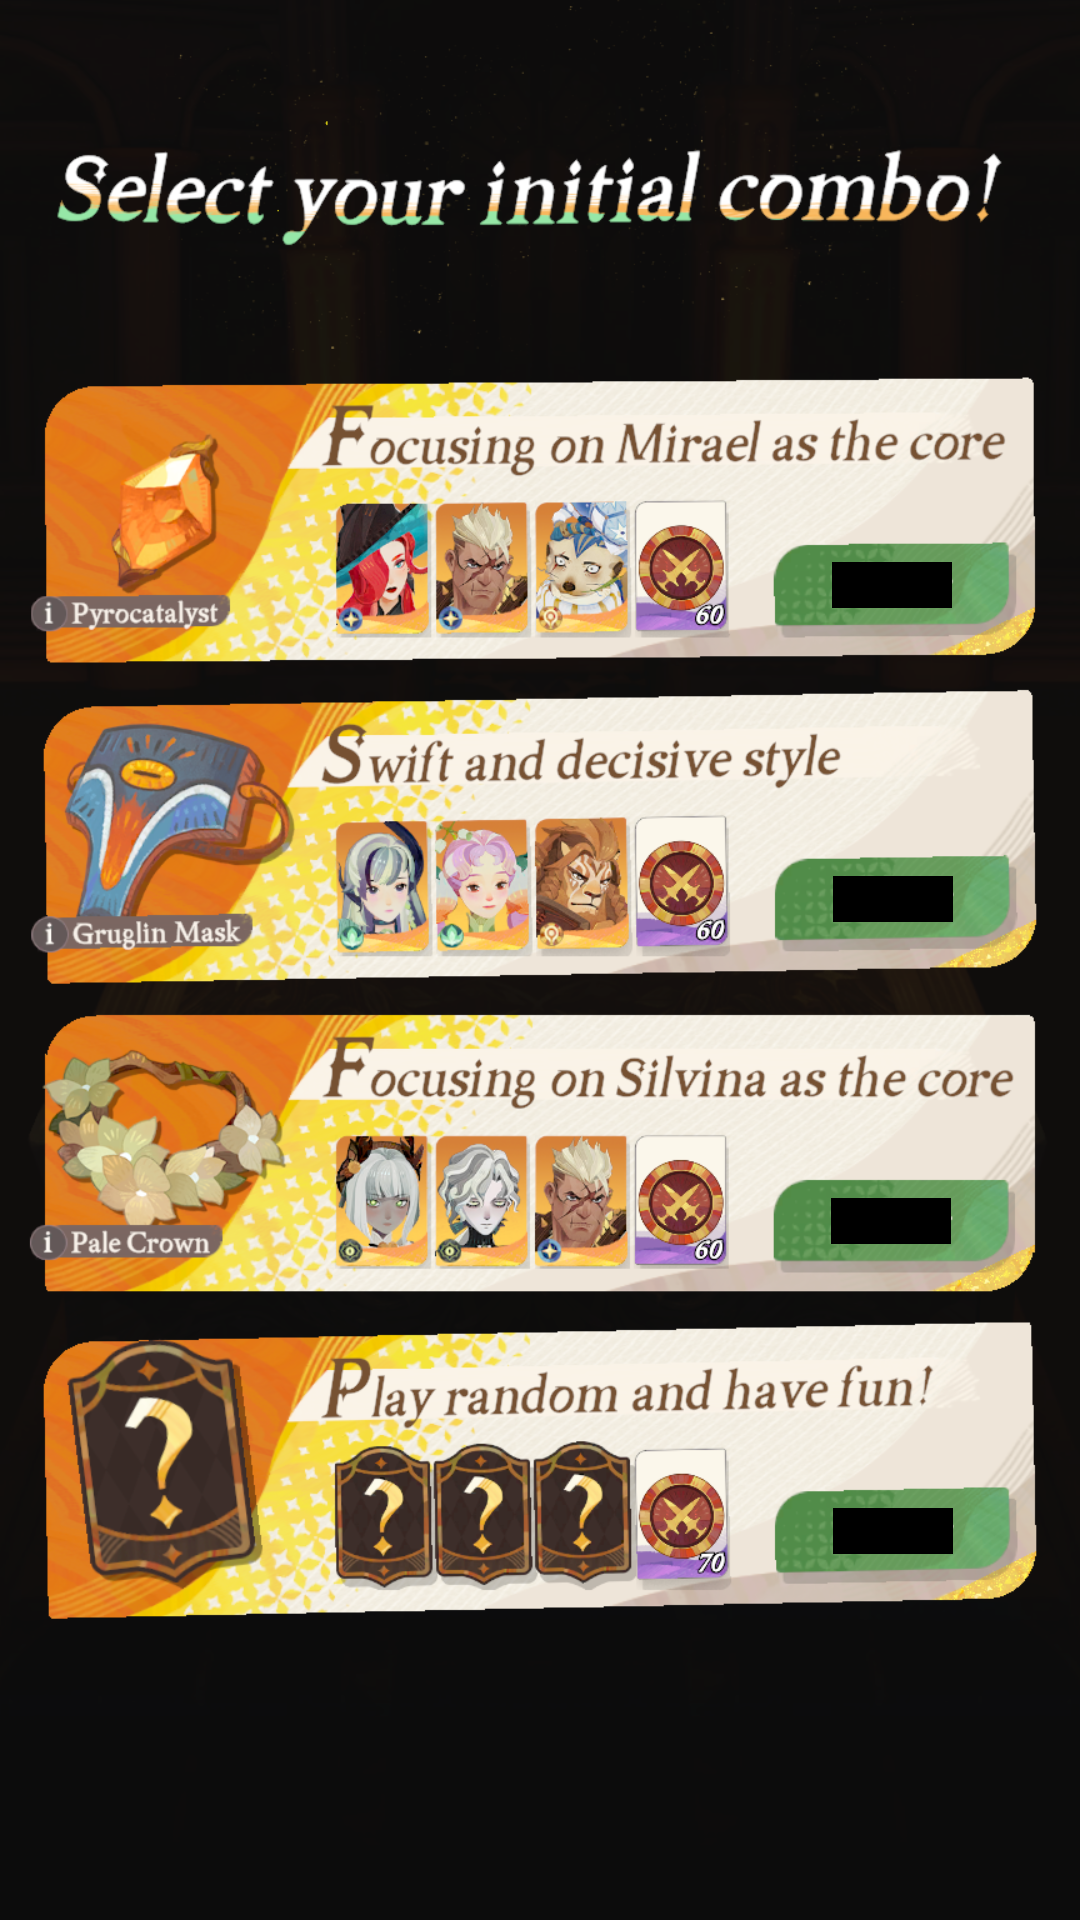 Select your initial combo!
Focusing on Mirael as the core
60
i Pyrocatalyst
Swift and decisive style
60
i Gruglin Mask
Focusing on Silvina as the core
60
i Pale Crown
Play random and have fun!
?
? ? ?
70